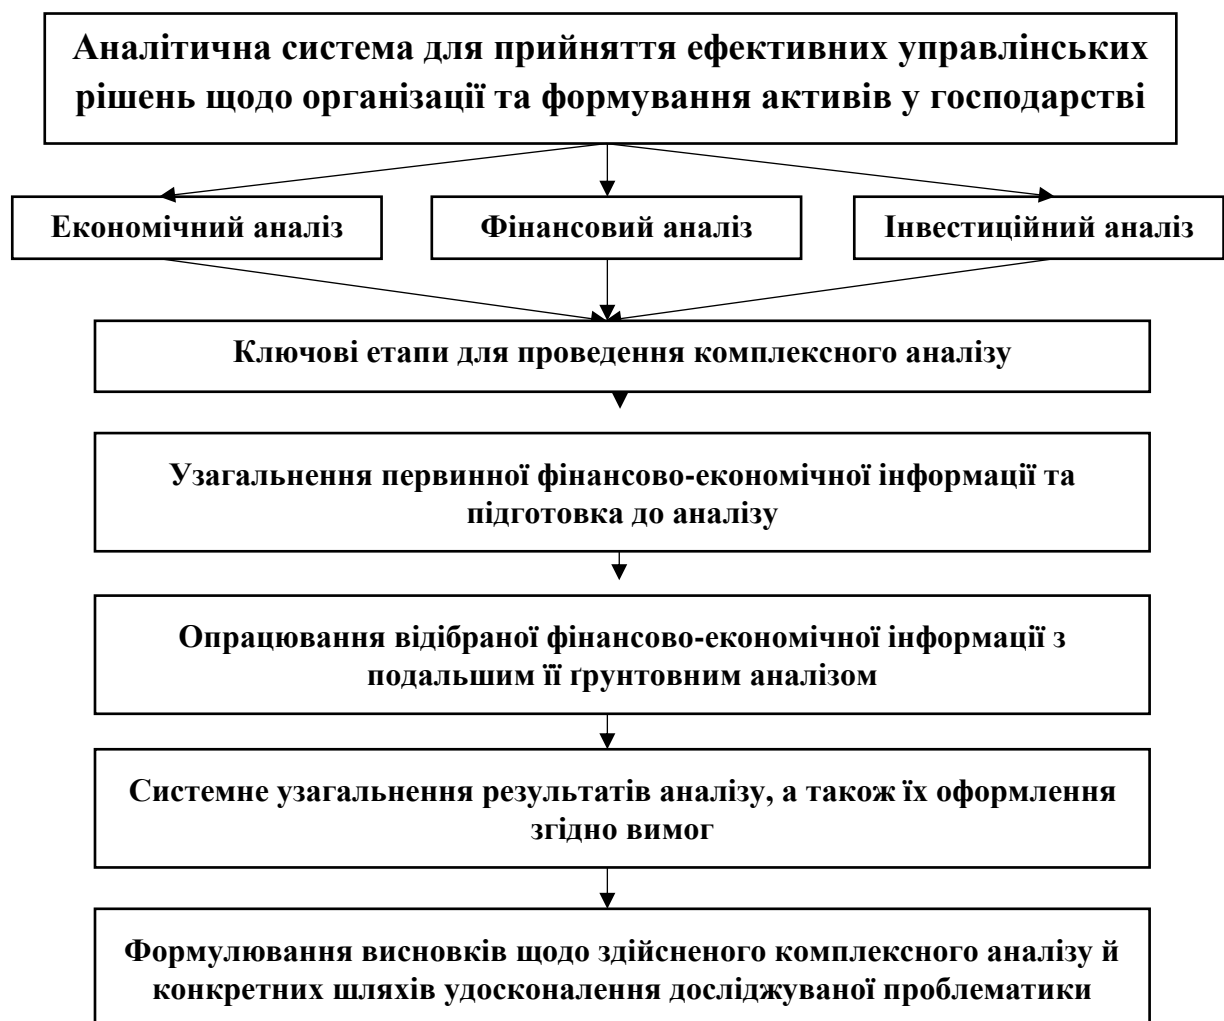 Аналітична система для прийняття ефективних управлінських
рішень щодо організації та формування активів у господарстві
Економічний аналіз
Фінансовий аналіз
Інвестиційний аналіз
Ключові етапи для проведення комплексного аналізу
Узагальнення первинної фінансово-економічної інформації та
підготовка до аналізу
Опрацювання відібраної фінансово-економічної інформації з
подальшим її ґрунтовним аналізом
Системне узагальнення результатів аналізу, а також їх оформлення
згідно вимог
Формулювання висновків щодо здійсненого комплексного аналізу й
конкретних шляхів удосконалення досліджуваної проблематики